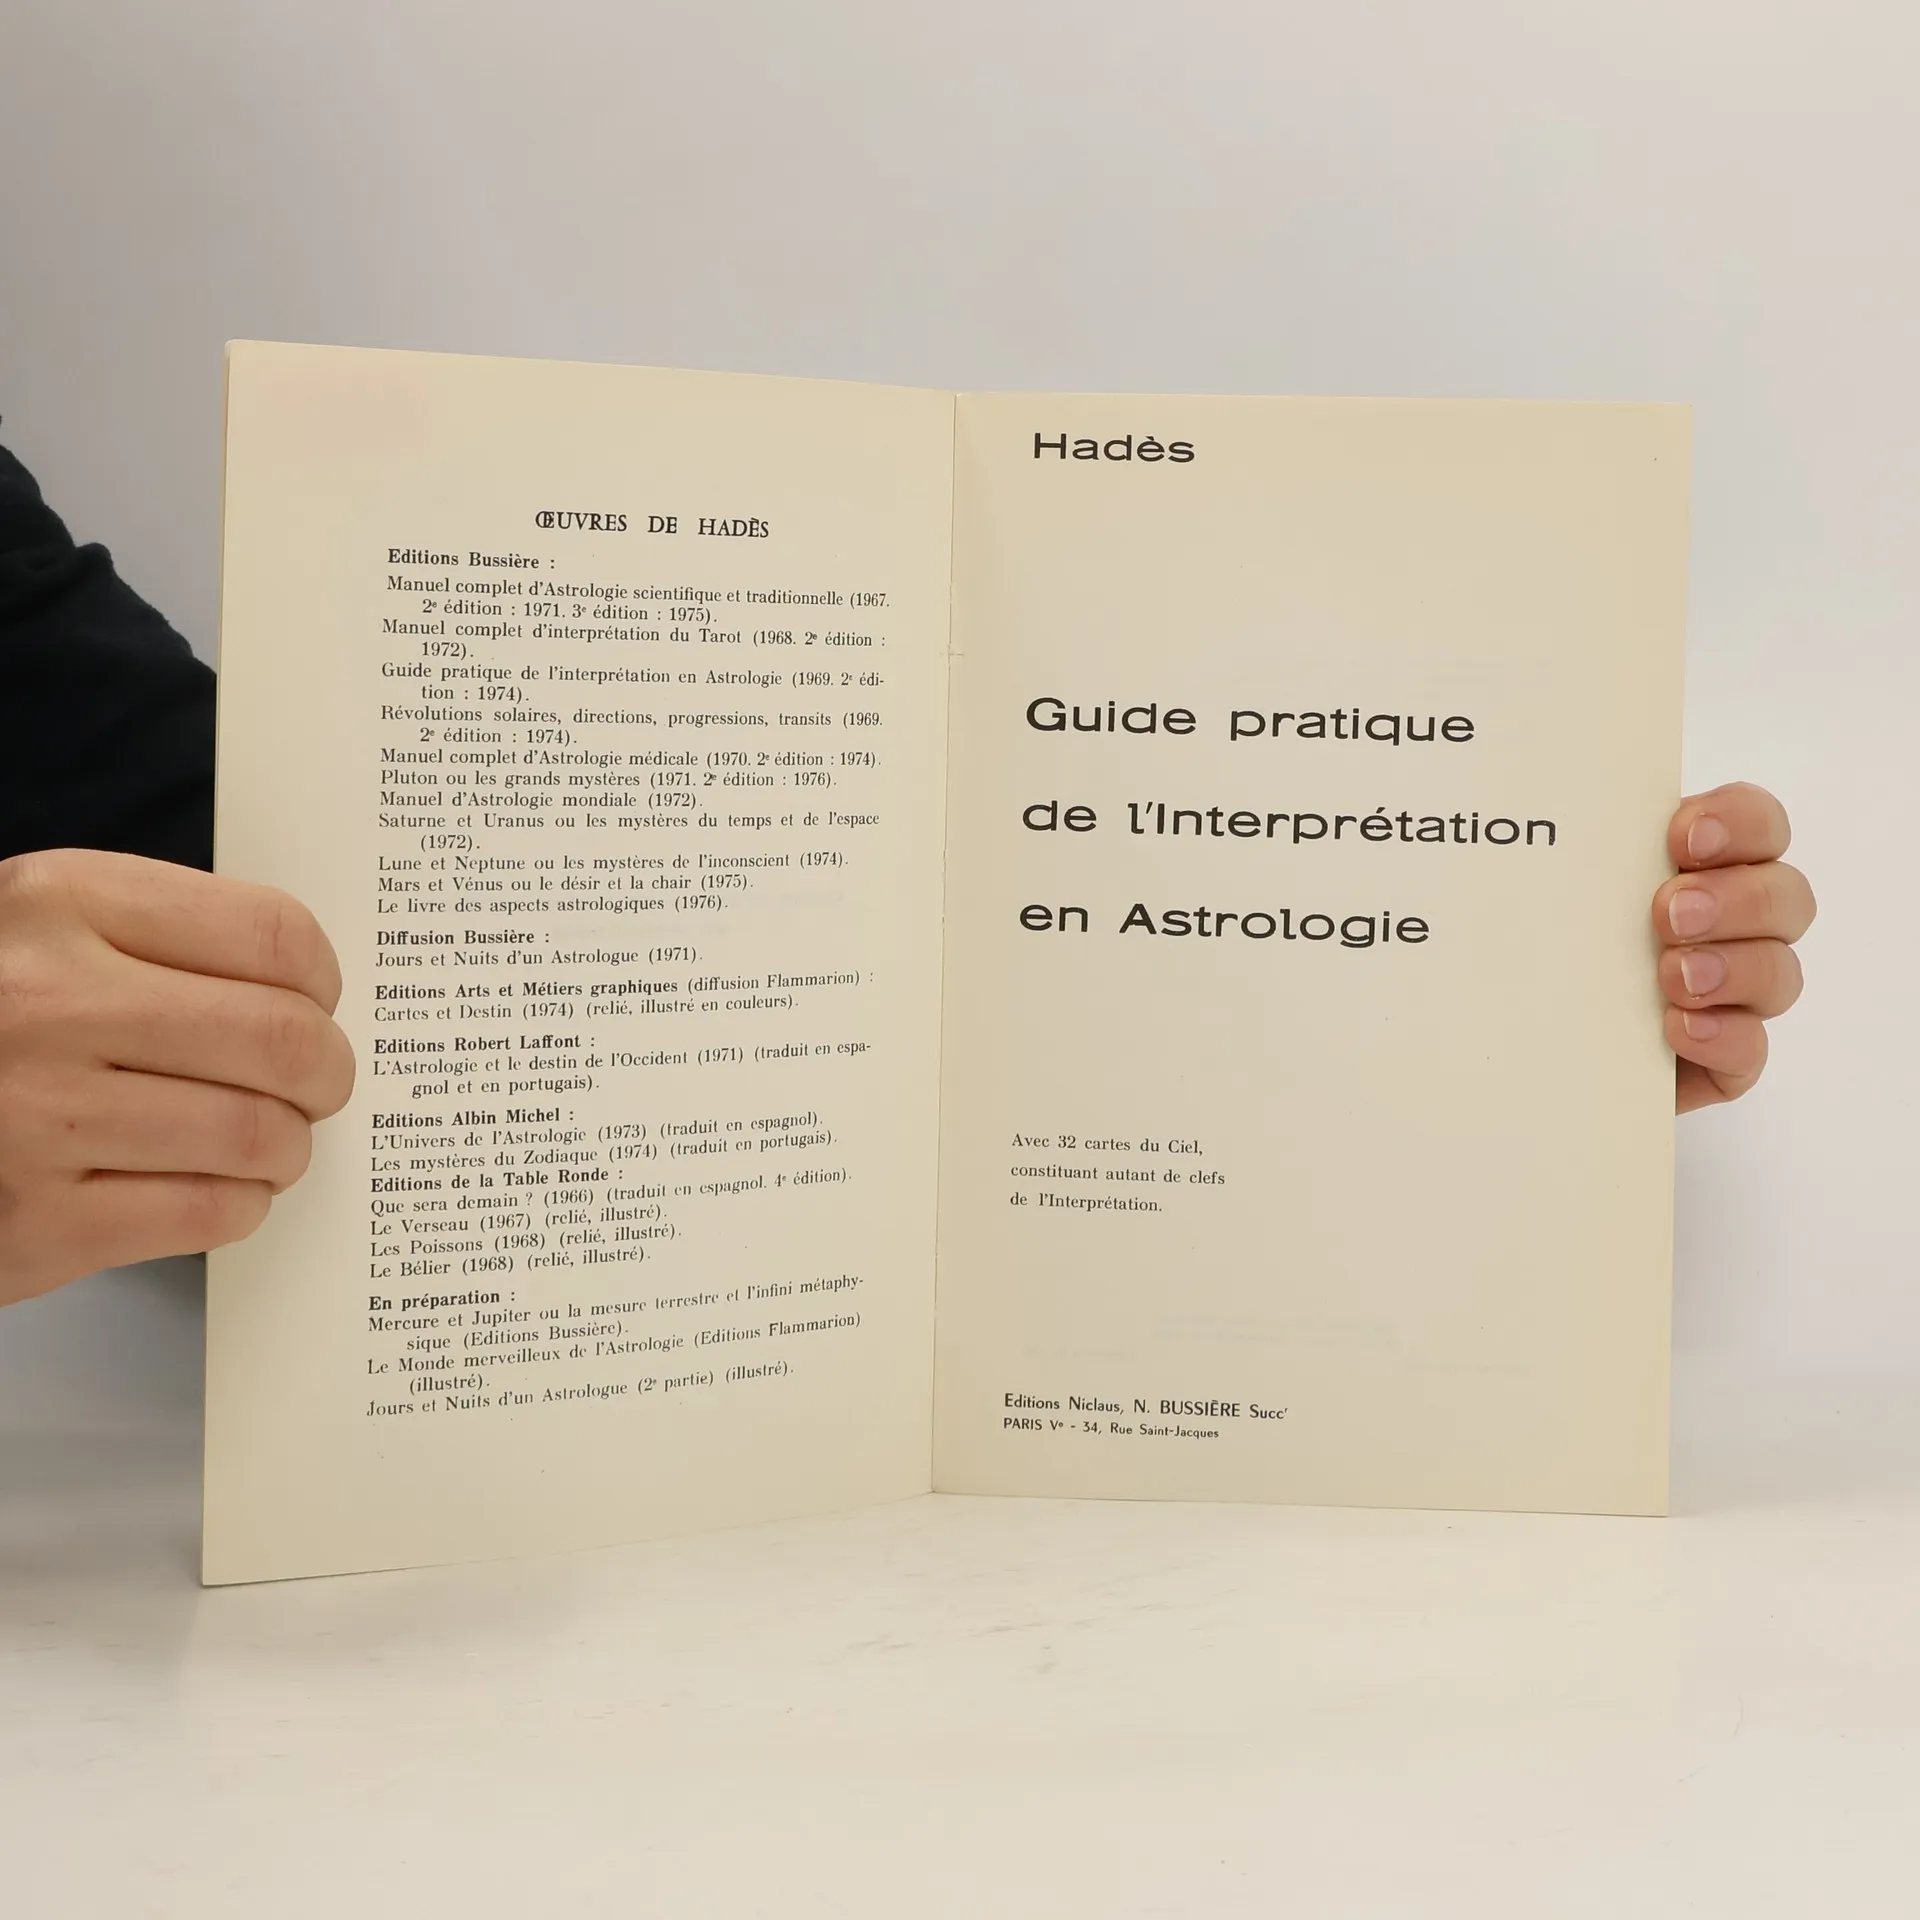 ŒUVRES DE HADÈS
Editions Bussière :
Manuel complet d'Astrologie scientifique et traditionnelle (1967.
2e édition : 1971. 3e édition : 1975).
Manuel complet d'interprétation du Tarot (1968. 2e édition :
1972).
Guide pratique de l'interprétation en Astrologie (1969. 2e édi-
tion : 1974).
Révolutions solaires, directions, progressions, transits (1969.
2e édition : 1974).
Manuel complet d'Astrologie médicale (1970. 2e édition : 1974).
Pluton ou les grands mystères (1971. 2e édition : 1976).
Manuel d'Astrologie mondiale (1972).
Saturne et Uranus ou les mystères du temps et de l'espace
(1972).
Lune et Neptune ou les mystères de l'inconscient (1974).
Mars et Vénus ou le désir et la chair (1975).
Le livre des aspects astrologiques (1976).
Diffusion Bussière :
Jours et Nuits d'un Astrologue (1971).
Editions Arts et Métiers graphiques (diffusion Flammarion) :
Cartes et Destin (1974) (relié, illustré en couleurs).
Editions Robert Laffont :
L'Astrologie et le destin de l'Occident (1971) (traduit en espa-
gnol et en portugais).
Editions Albin Michel :
L'Univers de l'Astrologie (1973) (traduit en espagnol).
Les mystères du Zodiaque (1974) (traduit en portugais).
Editions de la Table Ronde :
Que sera demain ? (1966) (traduit en espagnol. 4e édition).
Le Verseau (1967) (relié, illustré).
Les Poissons (1968) (relié, illustré).
Le Bélier (1968) (relié, illustré).
En préparation :
Mercure et Jupiter ou la mesure terrestre et l'infini métaphy-
sique (Editions Bussière).
Le Monde merveilleux de l'Astrologie (Editions Flammarion)
(illustré).
Jours et Nuits d'un Astrologue (2e partie) (illustré).
Hadès
Guide pratique
de l'Interprétation
en Astrologie
Avec 32 cartes du Ciel,
constituant autant de clefs
de l'Interprétation.
Editions Niclaus, N. BUSSIÈRE Succr
PARIS Ve - 34, Rue Saint-Jacques